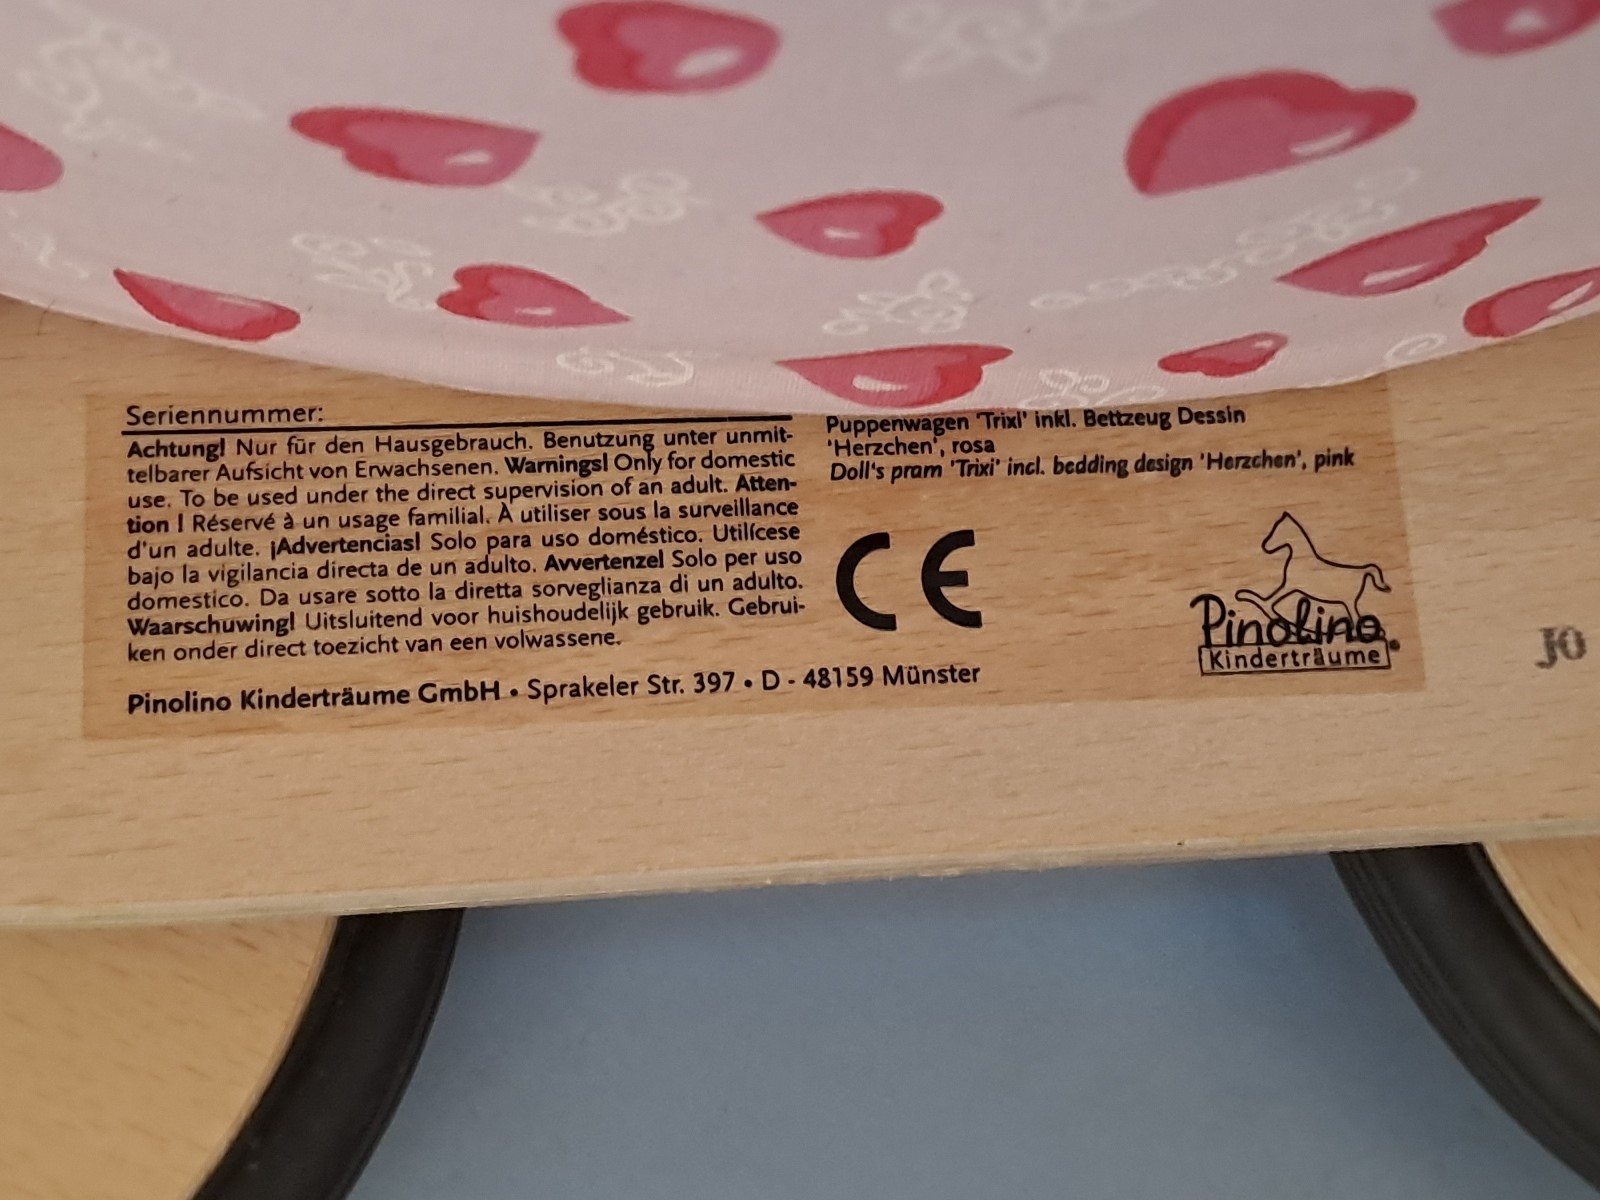 Seriennummer:
Achtung! Nur für den Hausgebrauch. Benutzung unter unmit-
telbarer Aufsicht von Erwachsenen. Warnings! Only for domestic
use. To be used under the direct supervision of an adult. Atten-
tion ! Réservé à un usage familial. À utiliser sous la surveillance
d'un adulte. ¡Advertencias! Solo para uso doméstico. Utilícese
bajo la vigilancia directa de un adulto. Avvertenze! Solo per uso
domestico. Da usare sotto la diretta sorveglianza di un adulto.
Waarschuwing! Uitsluitend voor huishoudelijk gebruik. Gebrui-
ken onder direct toezicht van een volwassene.
Pinolino Kinderträume GmbH • Sprakeler Str. 397 • D - 48159 Münster
Puppenwagen 'Trixi' inkl. Bettzeug Dessin
'Herzchen', rosa
Doll's pram 'Trixi' incl. bedding design 'Herzchen', pink
CE
Pinolino®
Kinderträume
JO